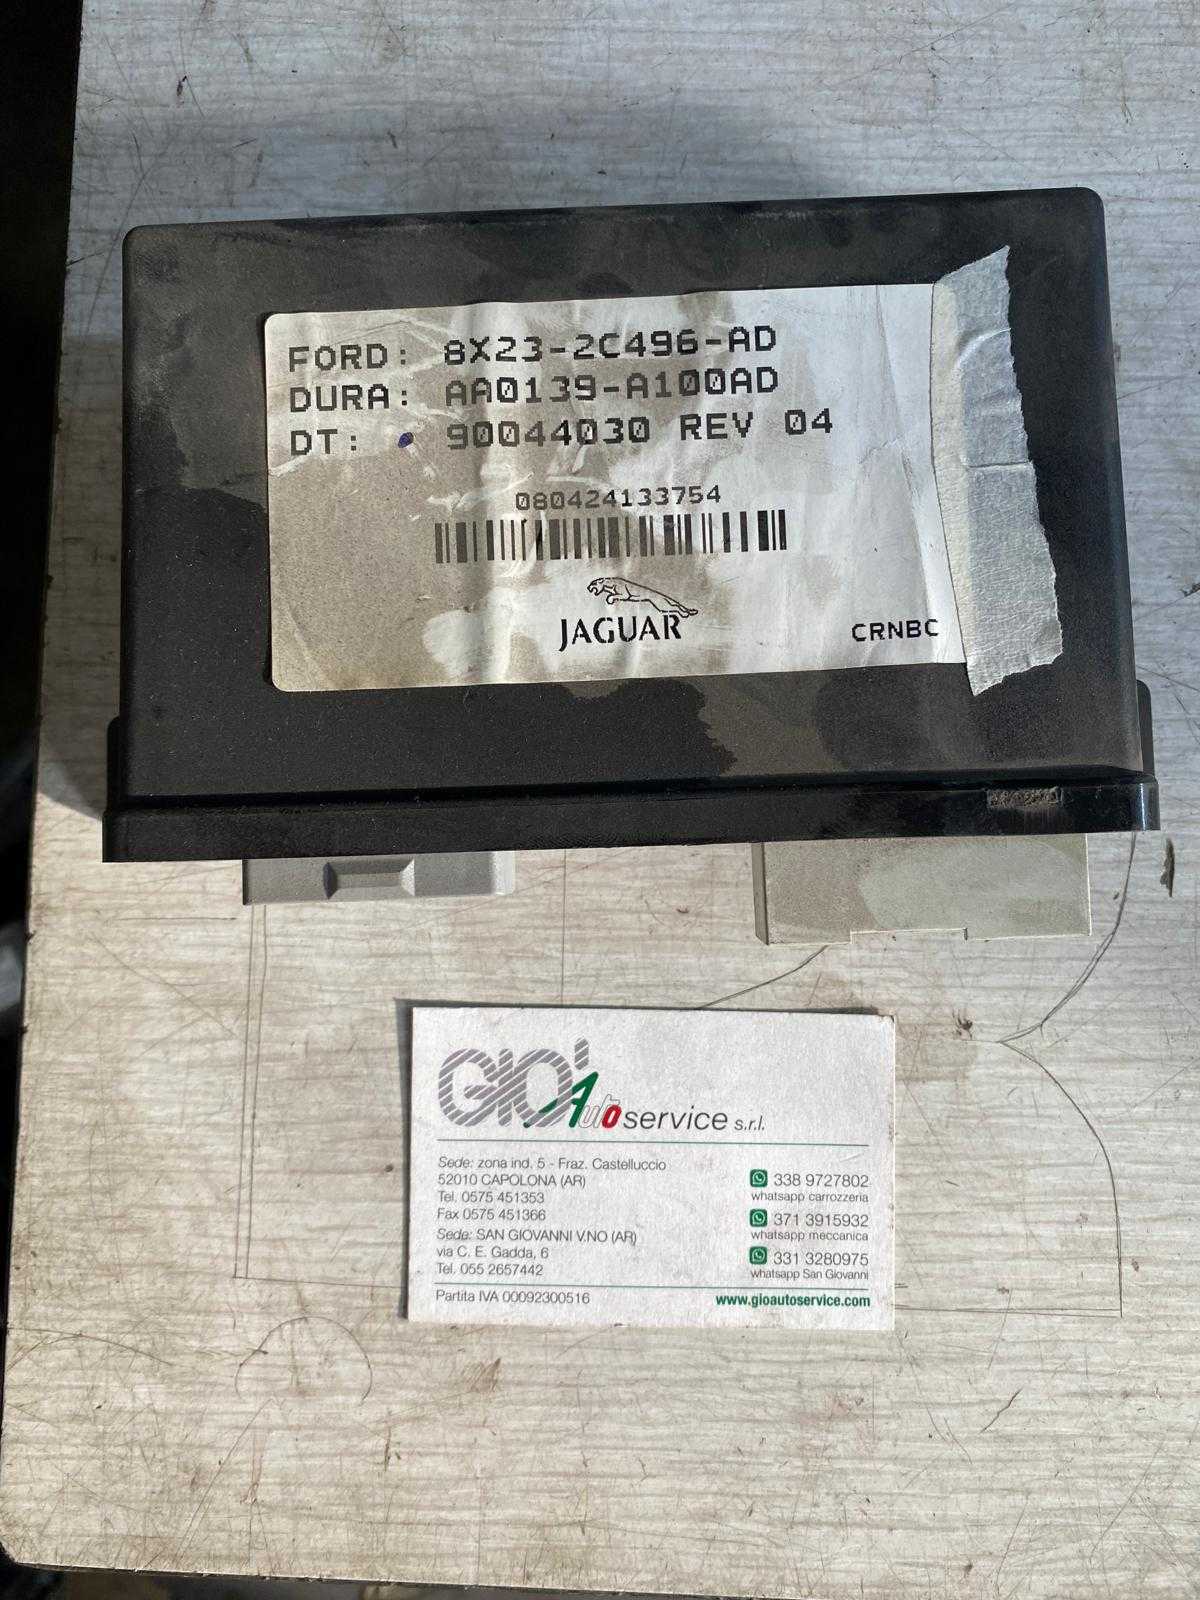 FORD: 8X23-2C496-AD
DURA: AA0139-A100AD
DT: 90044030 REV 04
080424133754
JAGUAR
CRNBC
GIO' Auto service s.r.l.
Sede: zona ind. 5 - Fraz. Castelluccio
52010 CAPOLONA (AR)
Tel. 0575 451353
Fax 0575 451366
Sede: SAN GIOVANNI V.NO (AR)
via C. E. Gadda, 6
Tel. 055 2657442
338 9727802
whatsapp carrozzeria
371 3915932
whatsapp meccanica
331 3280975
whatsapp San Giovanni
Partita IVA 00092300516
www.gioautoservice.com